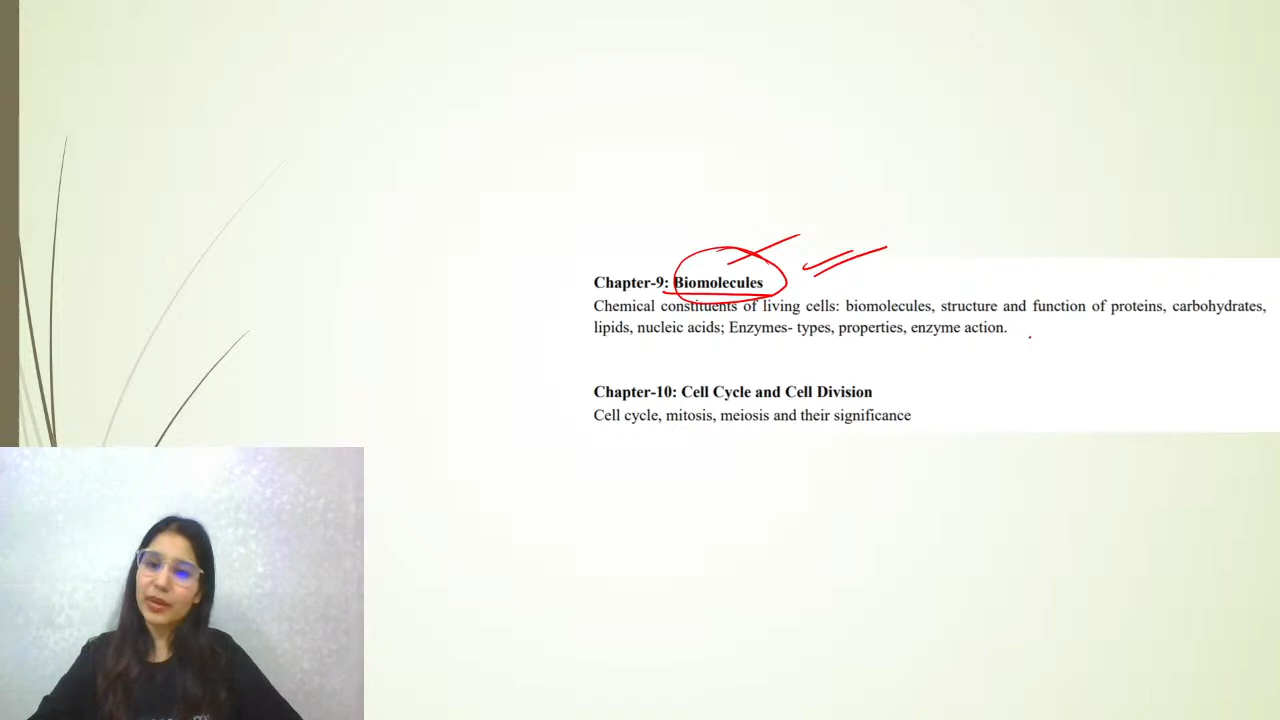 Chapter-9: Biomolecules
Chemical constituents of living cells: biomolecules, structure and function of proteins, carbohydrates,
lipids, nucleic acids; Enzymes- types, properties, enzyme action.
Chapter-10: Cell Cycle and Cell Division
Cell cycle, mitosis, meiosis and their significance